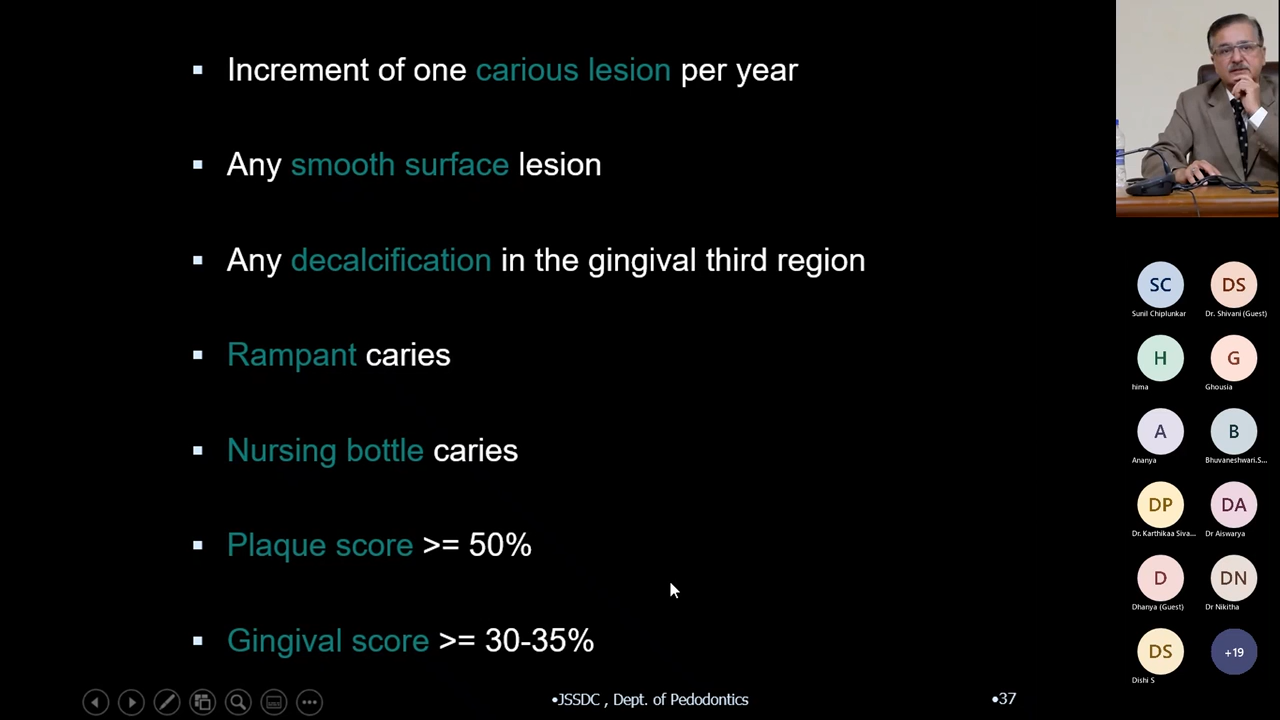 ▪ Increment of one carious lesion per year
▪ Any smooth surface lesion
▪ Any decalcification in the gingival third region
▪ Rampant caries
▪ Nursing bottle caries
▪ Plaque score >= 50%
▪ Gingival score >= 30-35%
•JSSDC , Dept. of Pedodontics
•37
SC
DS
Sunil Chiplunkar
Dr. Shivani (Guest)
H
G
hima
Ghousia
A
B
Ananya
Bhuvaneshwari.S...
DP
DA
Dr. Karthikaa Siva...
Dr Aiswarya
D
DN
Dhanya (Guest)
Dr Nikitha
DS
+19
Dishi S